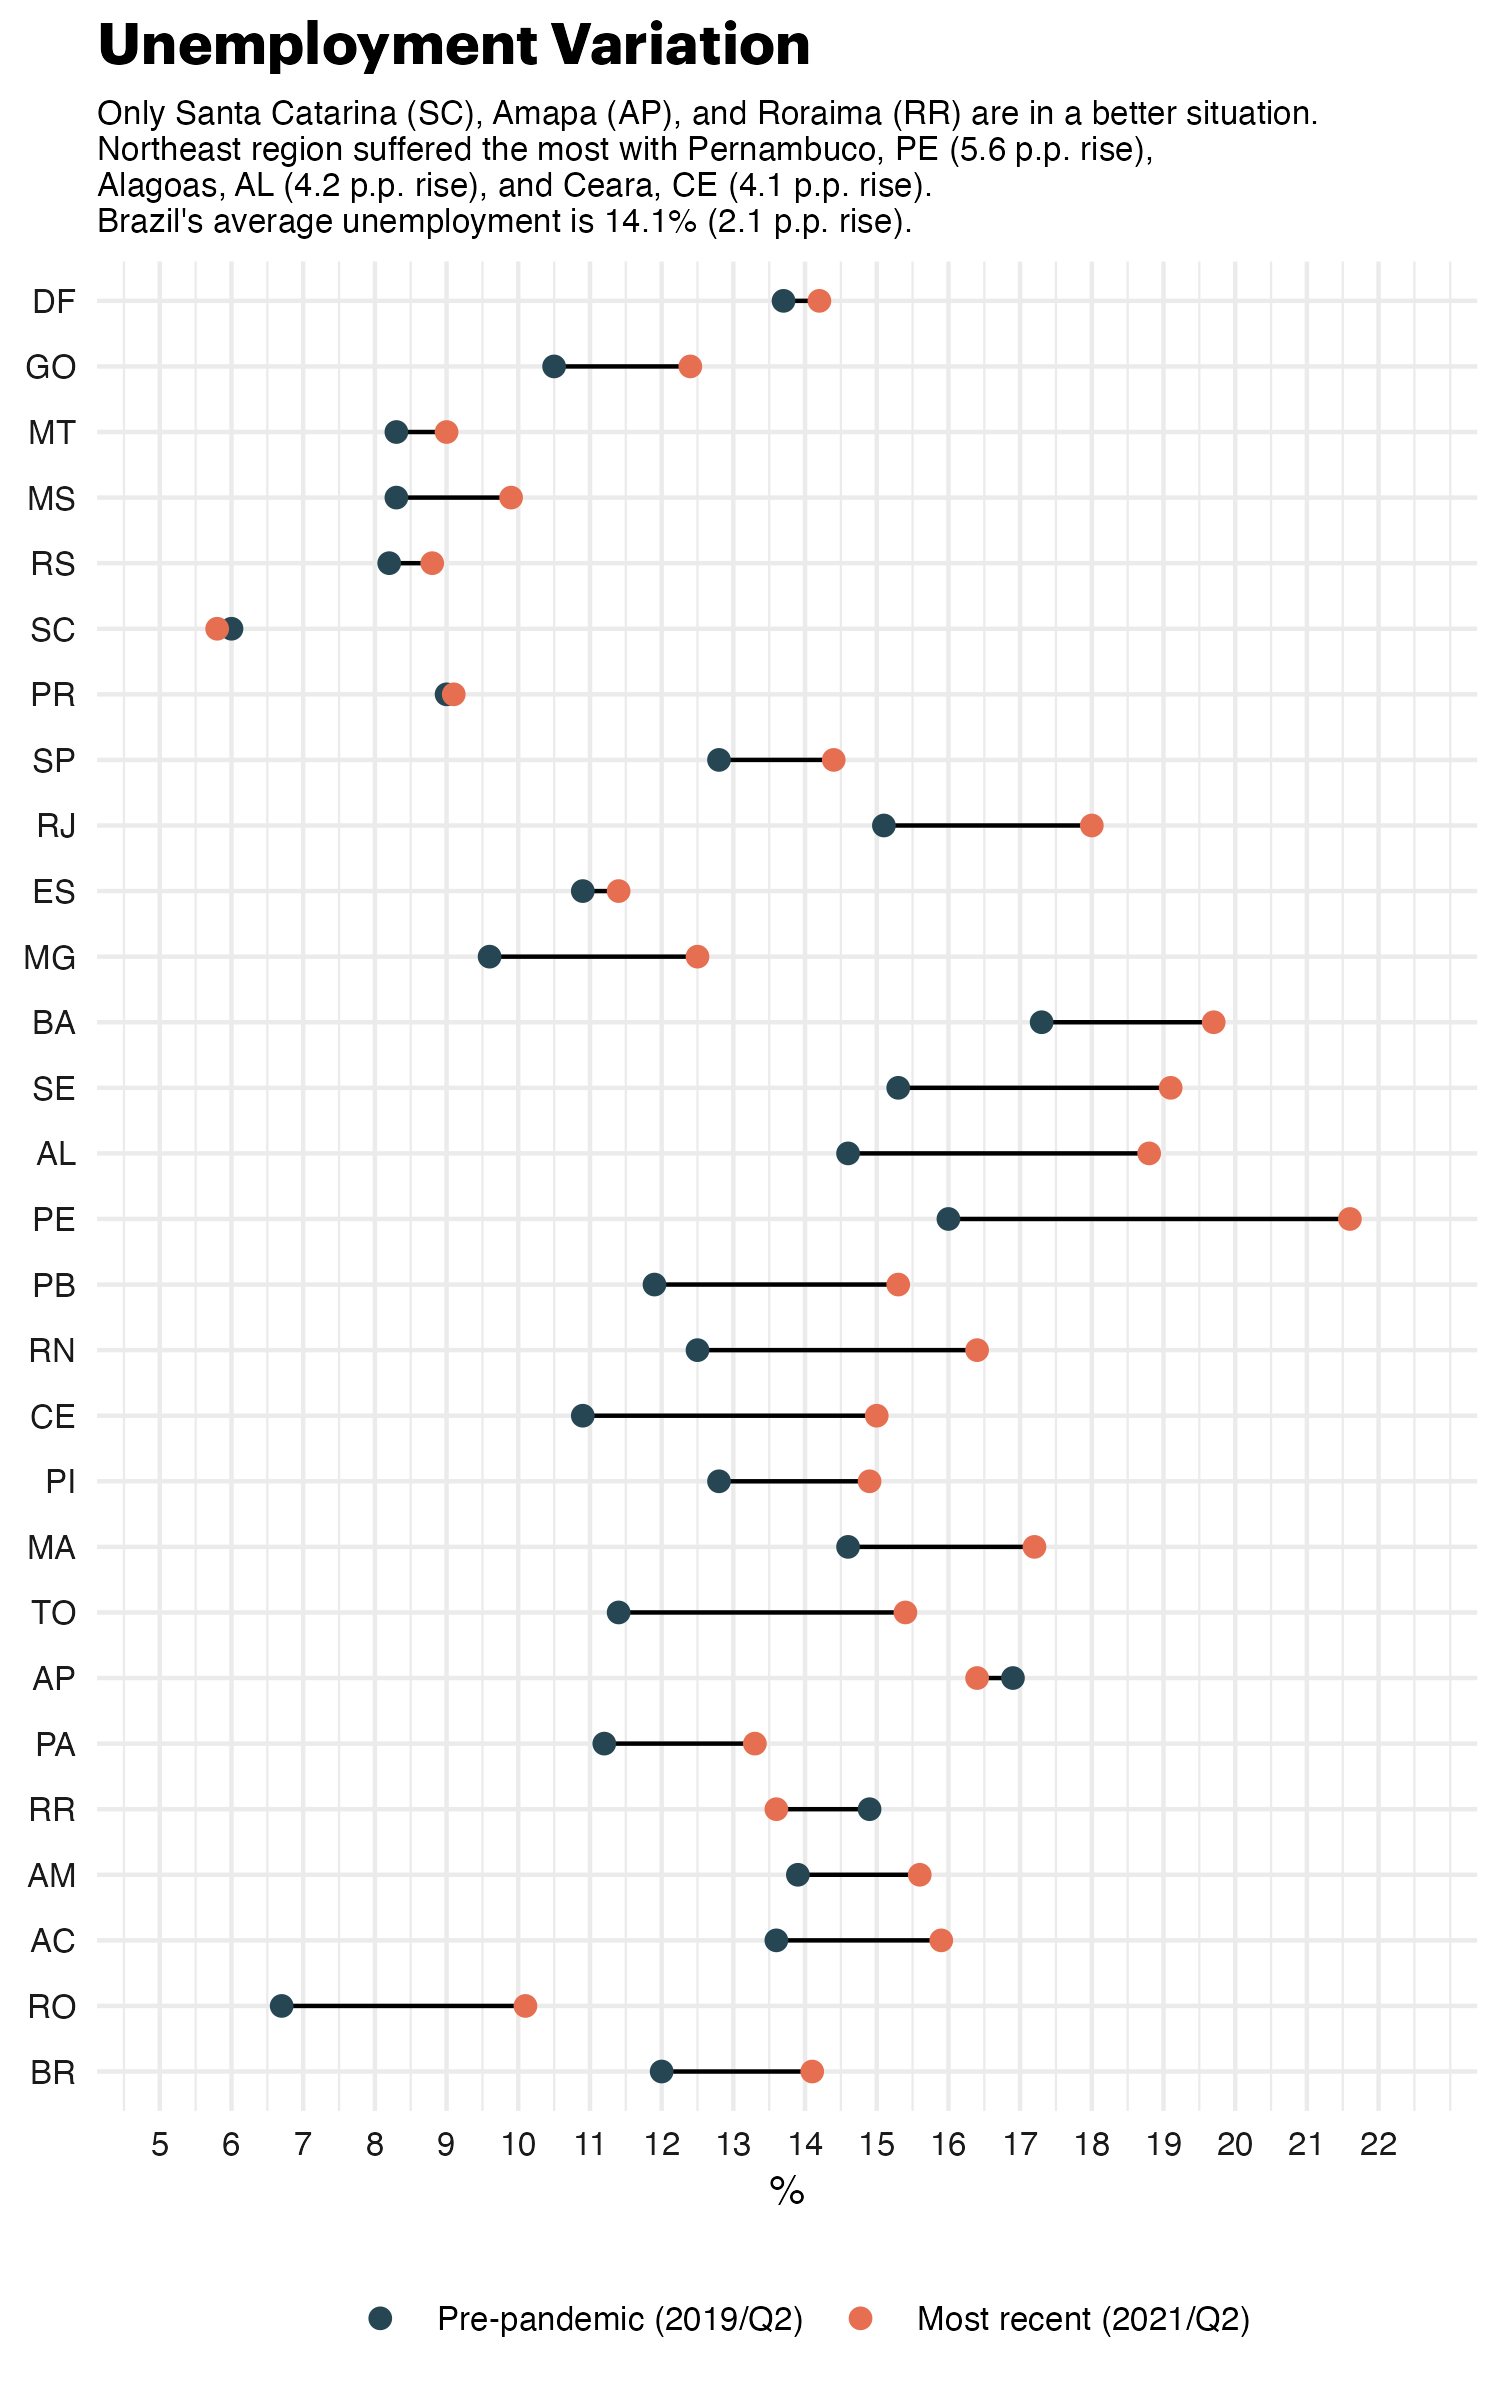 Unemployment Variation
Only Santa Catarina (SC), Amapa (AP), and Roraima (RR) are in a better situation.
Northeast region suffered the most with Pernambuco, PE (5.6 p.p. rise),
Alagoas, AL (4.2 p.p. rise), and Ceara, CE (4.1 p.p. rise).
Brazil's average unemployment is 14.1% (2.1 p.p. rise).
DF
GO
MT
MS
RS
SC
PR
SP
RJ
ES
MG
BA
SE
AL
PE
PB
RN
CE
PI
MA
TO
AP
PA
RR
AM
AC
RO
BR
5 6 7 8 9 10 11 12 13 14 15 16 17 18 19 20 21 22
%
Pre-pandemic (2019/Q2) Most recent (2021/Q2)